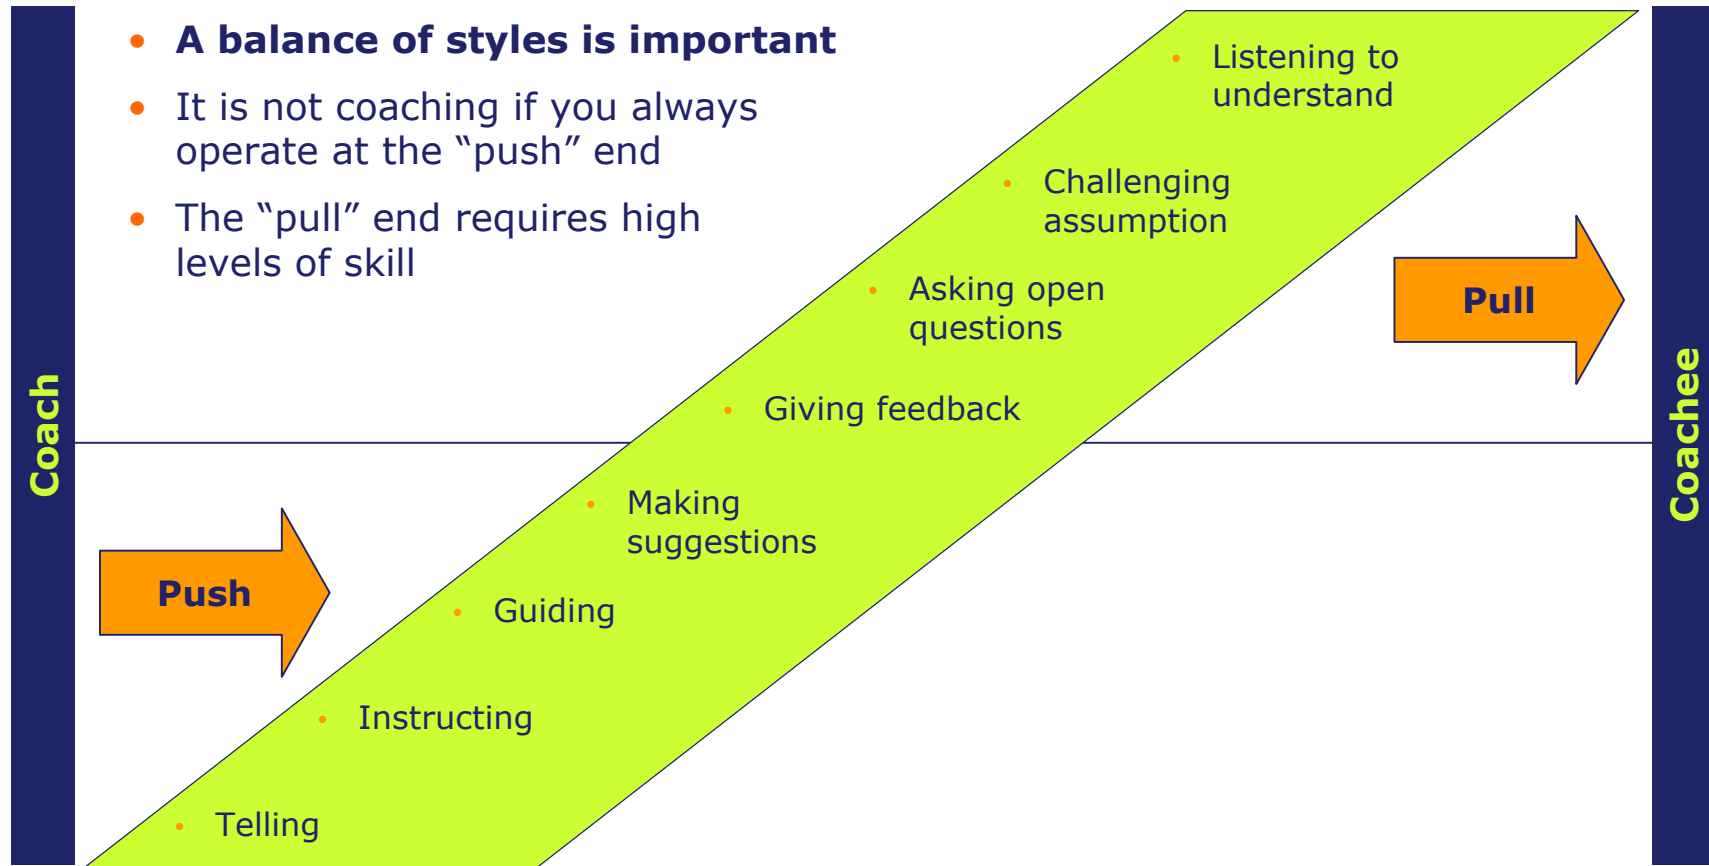 • A balance of styles is important
• It is not coaching if you always
operate at the “push” end
• The “pull” end requires high
levels of skill
• Listening to
understand
• Challenging
assumption
• Asking open
questions
• Giving feedback
• Making
suggestions
• Guiding
• Instructing
• Telling
Push
Pull
Coach
Coachee